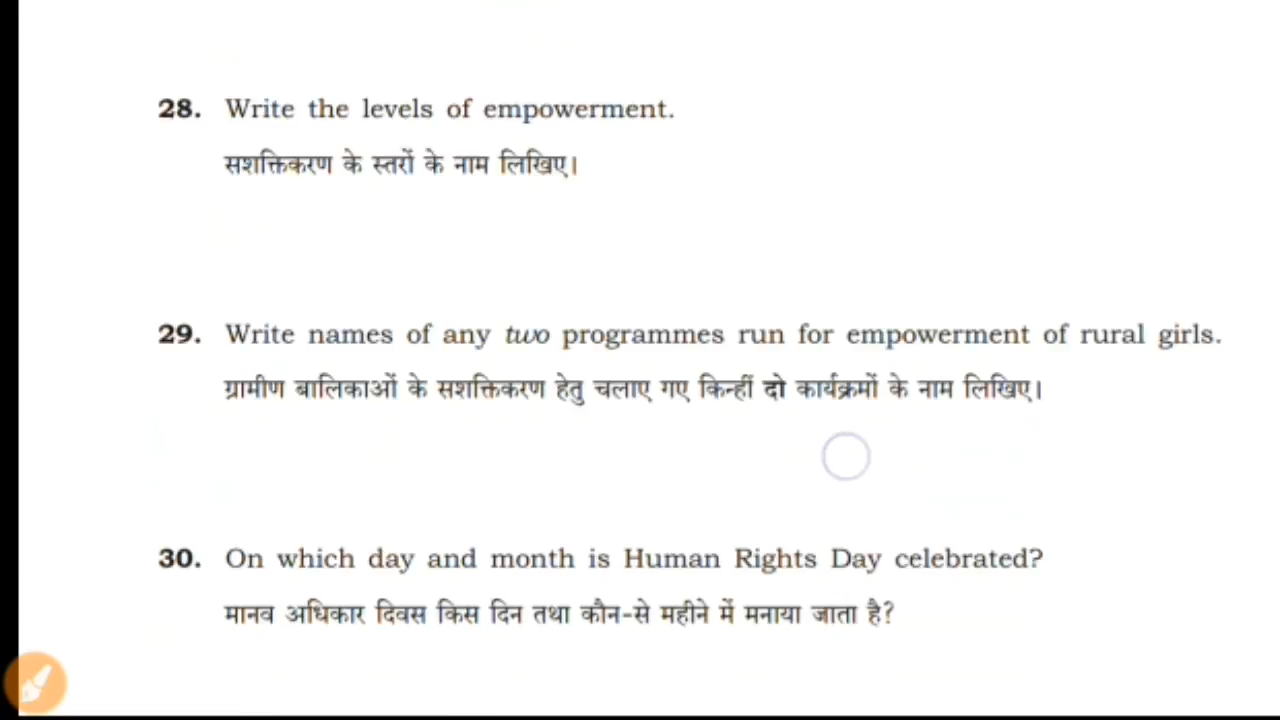 28. Write the levels of empowerment.
सशक्तिकरण के स्तरों के नाम लिखिए।
29. Write names of any two programmes run for empowerment of rural girls.
ग्रामीण बालिकाओं के सशक्तिकरण हेतु चलाए गए किन्हीं दो कार्यक्रमों के नाम लिखिए।
30. On which day and month is Human Rights Day celebrated?
मानव अधिकार दिवस किस दिन तथा कौन-से महीने में मनाया जाता है?